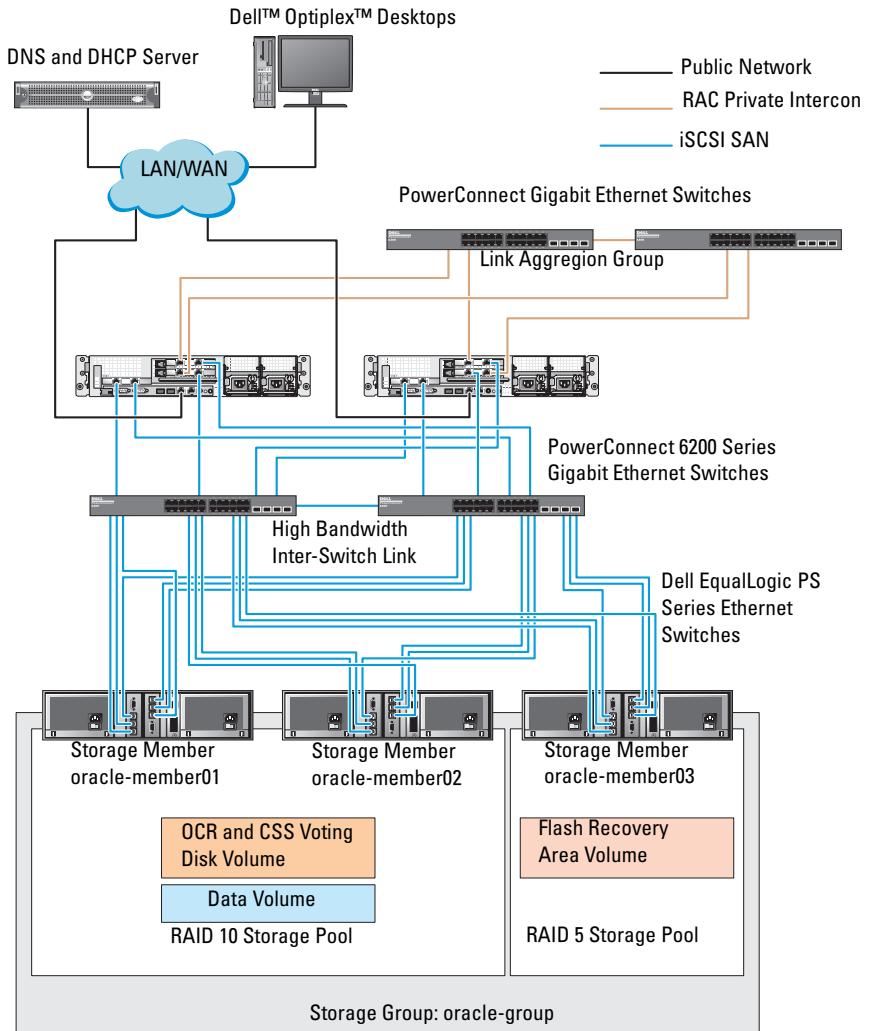 Dell™ Optiplex™ Desktops
DNS and DHCP Server
Public Network
RAC Private Intercon
iSCSI SAN
LAN/WAN
PowerConnect Gigabit Ethernet Switches
Link Aggregion Group
PowerConnect 6200 Series
Gigabit Ethernet Switches
High Bandwidth
Inter-Switch Link
Dell EqualLogic PS
Series Ethernet
Switches
Storage Member
oracle-member01
Storage Member
oracle-member02
Storage Member
oracle-member03
OCR and CSS Voting
Disk Volume
Flash Recovery
Area Volume
Data Volume
RAID 10 Storage Pool
RAID 5 Storage Pool
Storage Group: oracle-group